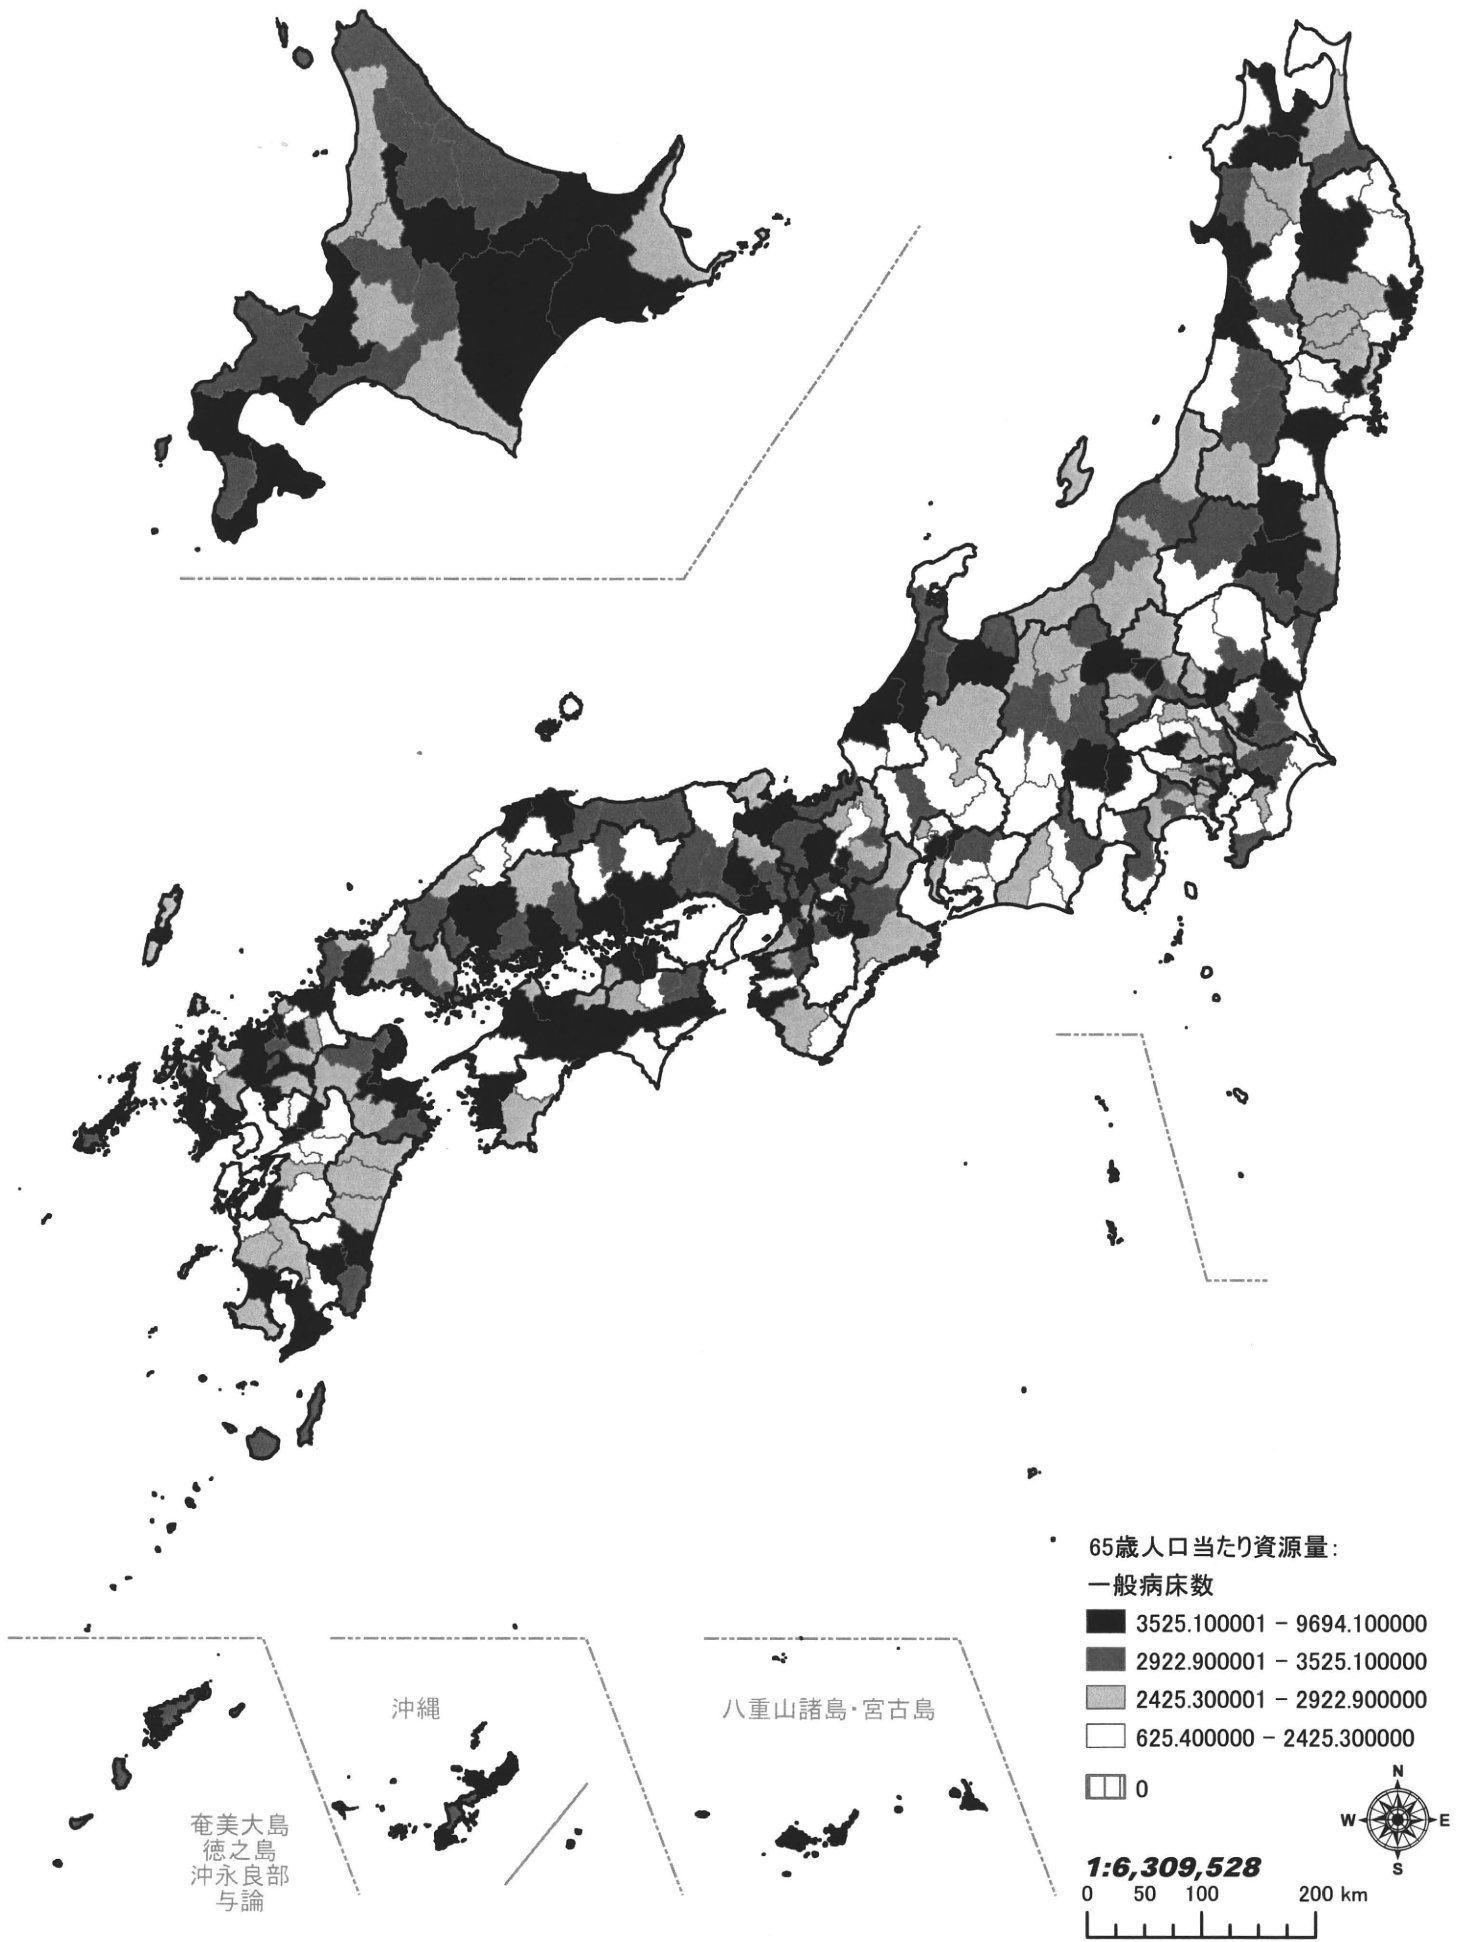 65歳人口当たり資源量:
一般病床数
3525.100001 - 9694.100000
2922.900001 - 3525.100000
2425.300001 - 2922.900000
625.400000 - 2425.300000
0
N
W E
S
1:6,309,528
0 50 100 200 km
沖縄
八重山諸島・宮古島
奄美大島
徳之島
沖永良部
与論